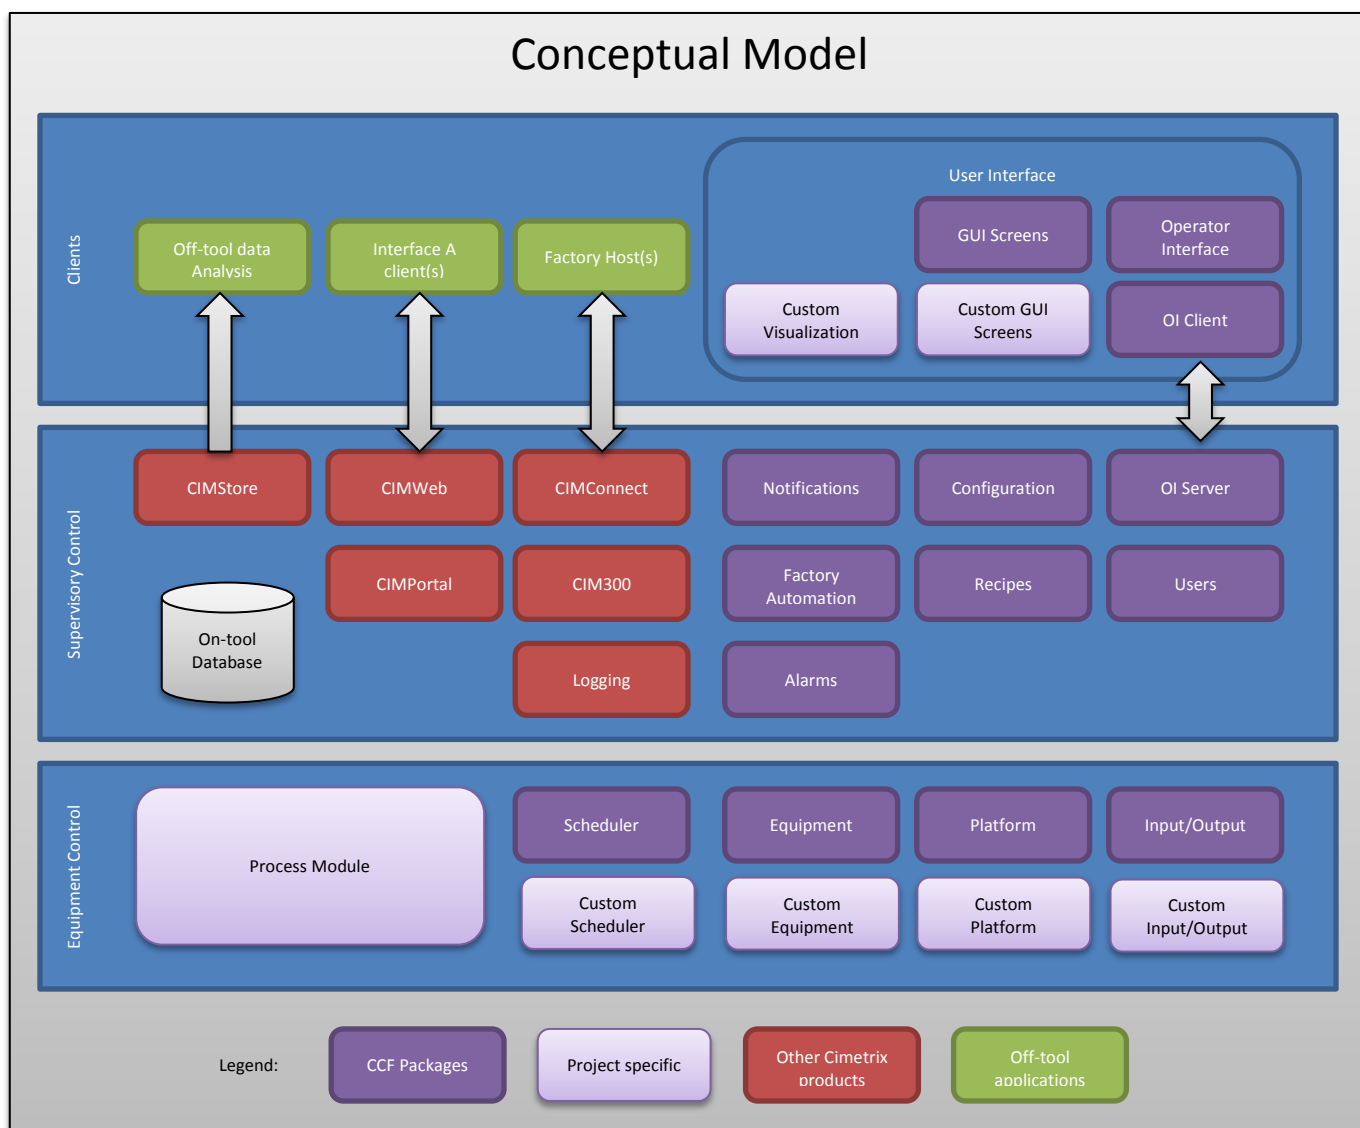 Conceptual Model
Clients
User Interface
GUI Screens
Operator
Interface
Off-tool data
Analysis
Interface A
client(s)
Factory Host(s)
Custom
Visualization
Custom GUI
Screens
OI Client
Supervisory Control
CIMStore
CIMWeb
CIMConnect
Notifications
Configuration
OI Server
CIMPortal
CIM300
Factory
Automation
Recipes
Users
On-tool
Database
Logging
Alarms
Equipment Control
Process Module
Scheduler
Equipment
Platform
Input/Output
Custom
Scheduler
Custom
Equipment
Custom
Platform
Custom
Input/Output
Legend:
CCF Packages
Project specific
Other Cimetrix
products
Off-tool
applications